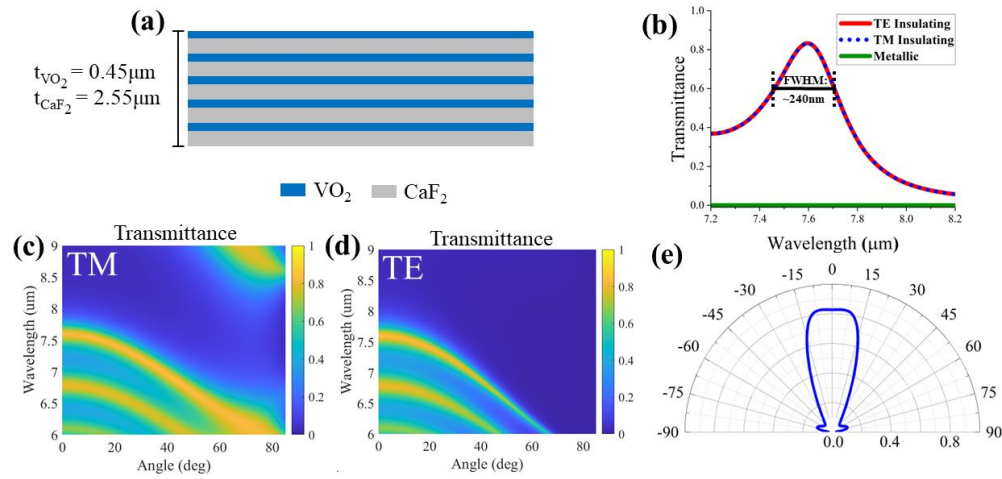 (a)
t_VO₂ = 0.45μm
t_CaF₂ = 2.55μm
VO₂ CaF₂
(b)
Transmittance
1.0
0.8
0.6
0.4
0.2
0.0
TE Insulating
TM Insulating
Metallic
FWHM:
~240nm
7.2 7.4 7.6 7.8 8.0 8.2
Wavelength (μm)
(c)
Transmittance
TM
Wavelength (um)
9
8.5
8
7.5
7
6.5
6
0 20 40 60 80
Angle (deg)
1
0.8
0.6
0.4
0.2
0
(d)
Transmittance
TE
Wavelength (um)
9
8.5
8
7.5
7
6.5
6
0 20 40 60 80
Angle (deg)
1
0.8
0.6
0.4
0.2
0
(e)
-90 -75 -60 -45 -30 -15 0 15 30 45 60 75 90
0.0 0.4 0.8